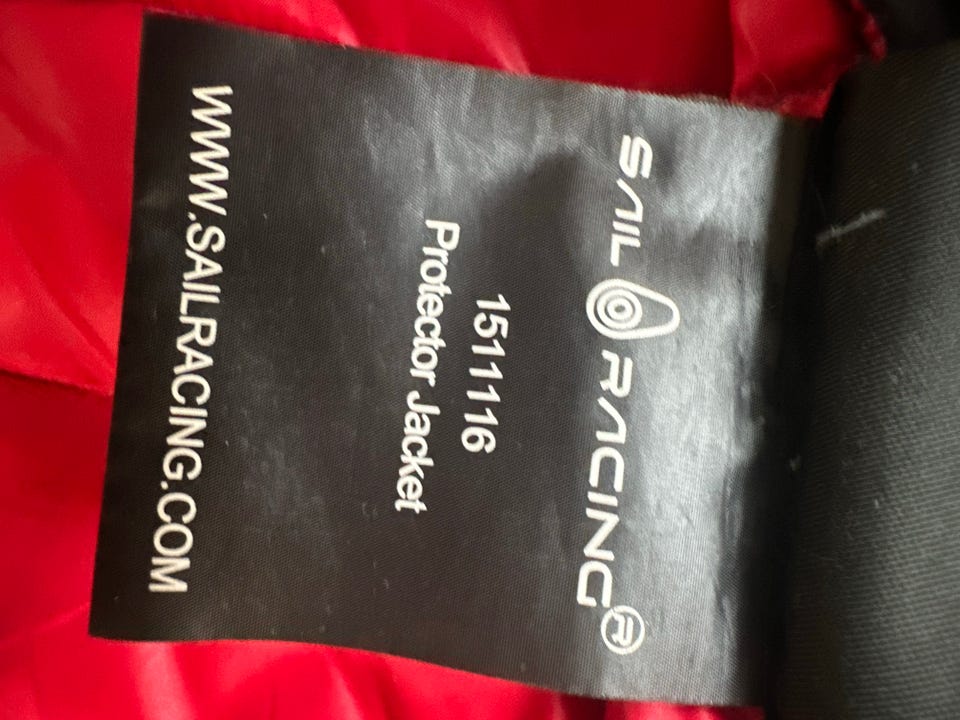 SAIL RACING®
1511116
Protector Jacket
WWW.SAILRACING.COM